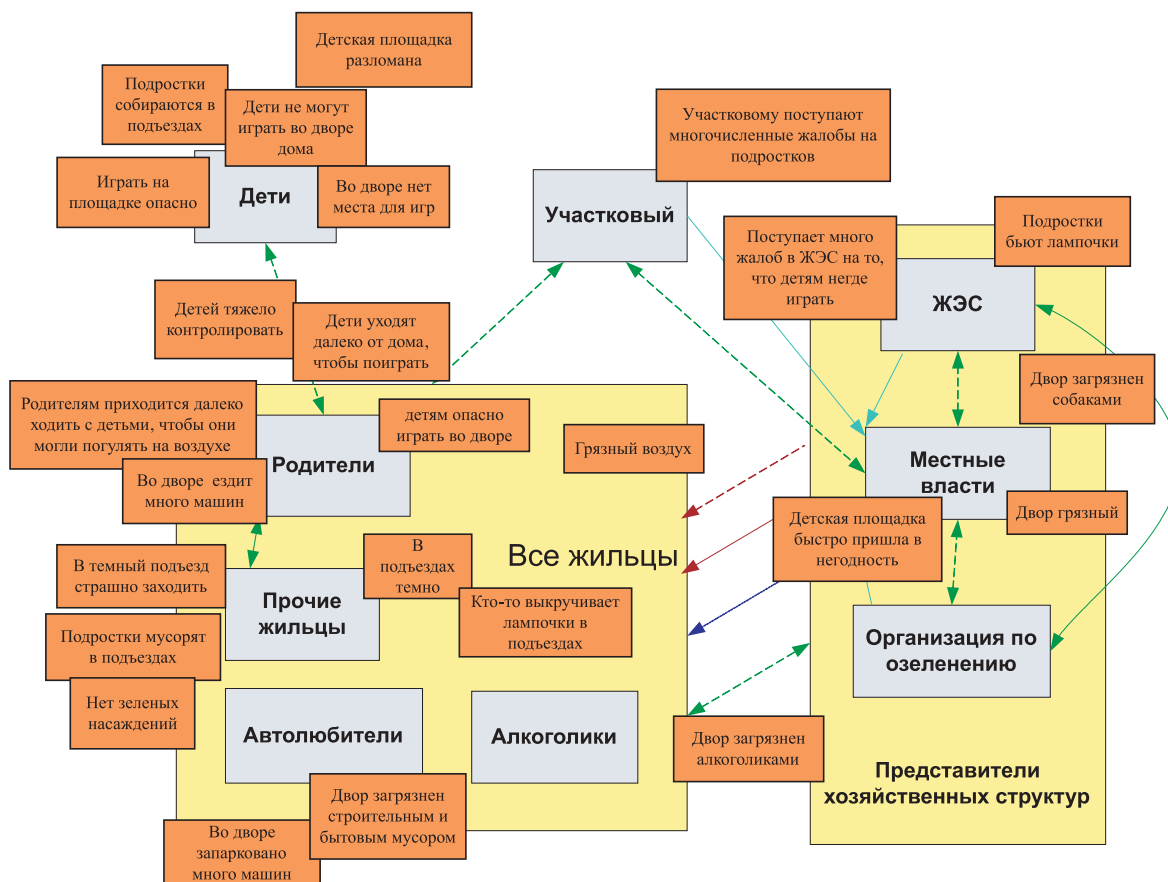 Детская площадка
разломана
Подростки
собираются в
подъездах
Дети не могут
играть во дворе
дома
Играть на
площадке опасно
Дети
Во дворе нет
места для игр
Участковому поступают
многочисленные жалобы на
подростков
Участковый
Поступает много
жалоб в ЖЭС на то,
что детям негде
играть
Подростки
бьют лампочки
ЖЭС
Детей тяжело
контролировать
Дети уходят
далеко от дома,
чтобы поиграть
Двор загрязнен
собаками
Родителям приходится далеко
ходить с детьми, чтобы они
могли погулять на воздухе
детям опасно
играть во дворе
Родители
Грязный воздух
Местные
власти
Во дворе ездит
много машин
Двор грязный
Детская площадка
быстро пришла в
негодность
Все жильцы
В темный подъезд
страшно заходить
В
подъездах
темно
Прочие
жильцы
Кто-то выкручивает
лампочки в
подъездах
Подростки мусорят
в подъездах
Организация по
озеленению
Нет зеленых
насаждений
Автолюбители
Алкоголики
Двор загрязнен
алкоголиками
Представители
хозяйственных структур
Двор загрязнен
строительным и
бытовым мусором
Во дворе
запарковано
много машин